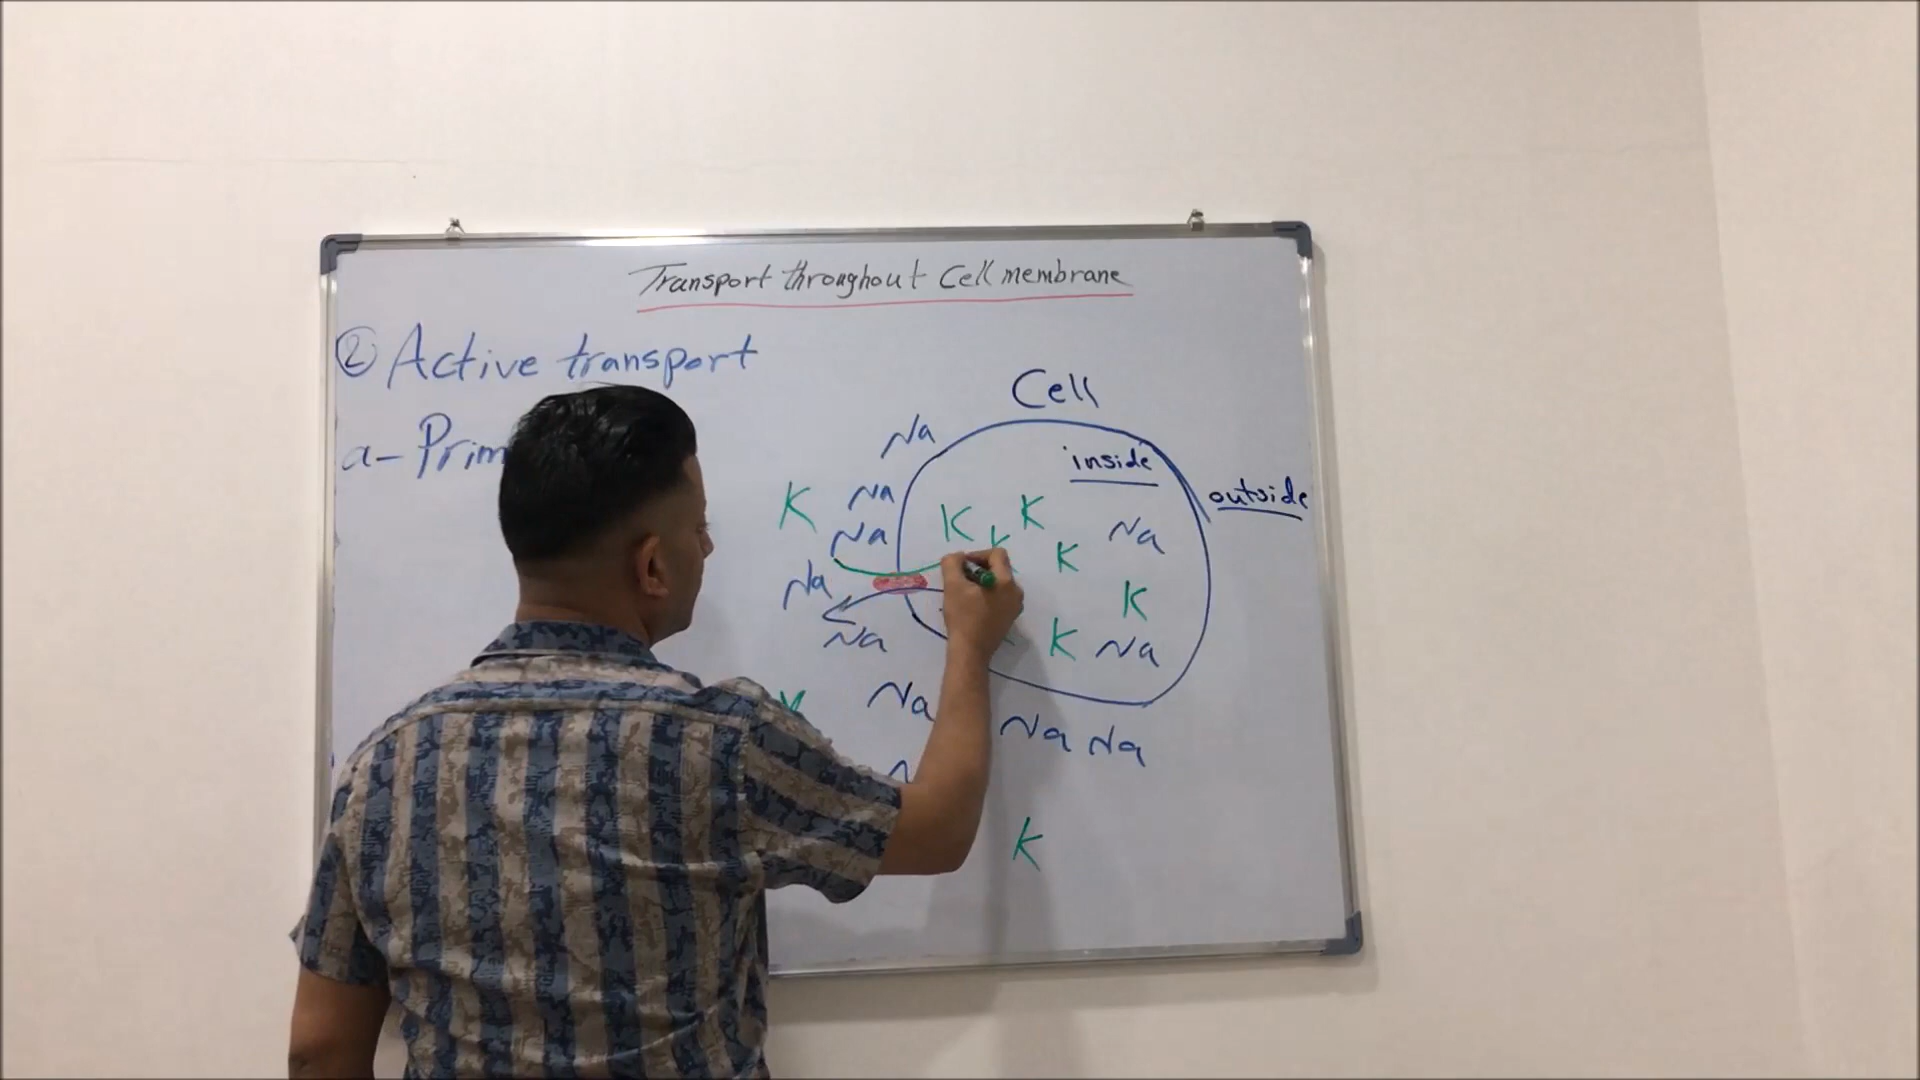 Transport throughout Cell membrane
② Active transport
a- Prim
Cell
Na
inside
K Na
outside
K K
Na Na
K
Na
K
K
Na Na
K Na
Na
Na Na
K